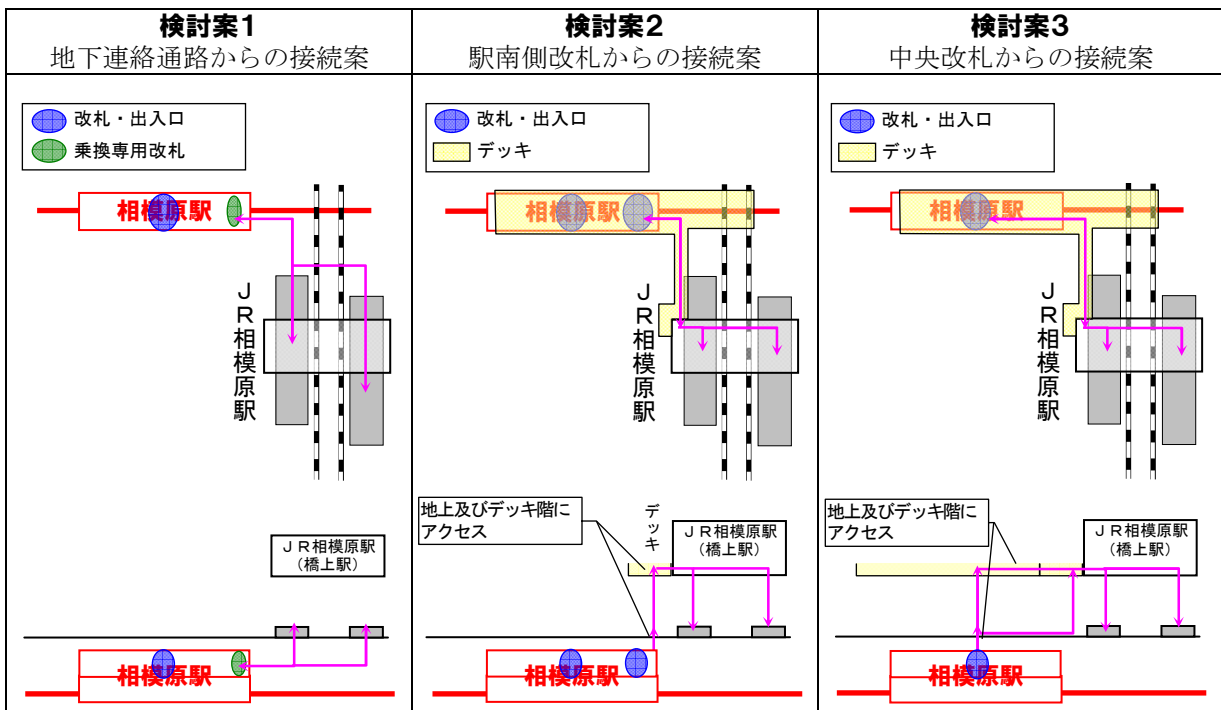 検討案1
地下連絡通路からの接続案
改札・出入口
乗換専用改札
相模原駅
JR相模原駅
JR相模原駅
(橋上駅)
相模原駅
検討案2
駅南側改札からの接続案
改札・出入口
デッキ
相模原駅
JR相模原駅
地上及びデッキ階に
アクセス
デッキ
JR相模原駅
(橋上駅)
相模原駅
検討案3
中央改札からの接続案
改札・出入口
デッキ
相模原駅
JR相模原駅
地上及びデッキ階に
アクセス
JR相模原駅
(橋上駅)
相模原駅